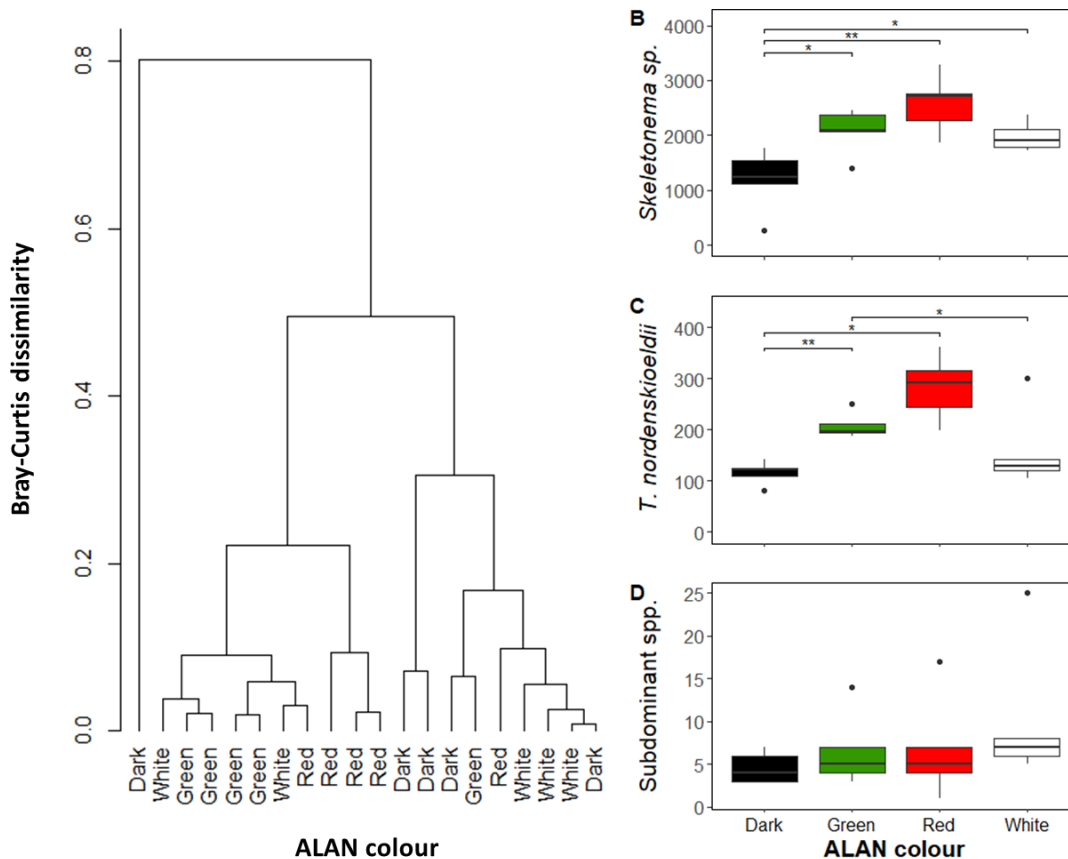 Bray-Curtis dissimilarity
0.8
0.6
0.4
0.2
0.0
Dark White Green Green Green Green White Red Red Red Red Dark Dark Dark Green Red White White White Dark
ALAN colour
B
Skeletonema sp.
4000
3000
2000
1000
0
*
**
*
C
T. nordenskioeldii
400
300
200
100
0
*
*
**
D
Subdominant spp.
25
20
15
10
5
0
Dark Green Red White
ALAN colour